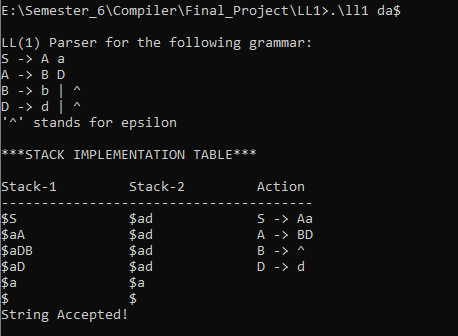 E:\Semester_6\Compiler\Final_Project\LL1>.\ll1 da$
LL(1) Parser for the following grammar:
S -> A a
A -> B D
B -> b | ^
D -> d | ^
'^' stands for epsilon
***STACK IMPLEMENTATION TABLE***
Stack-1 Stack-2 Action
---------------------------------------
$S $ad S -> Aa
$aA $ad A -> BD
$aDB $ad B -> ^
$aD $ad D -> d
$a $a
$ $
String Accepted!